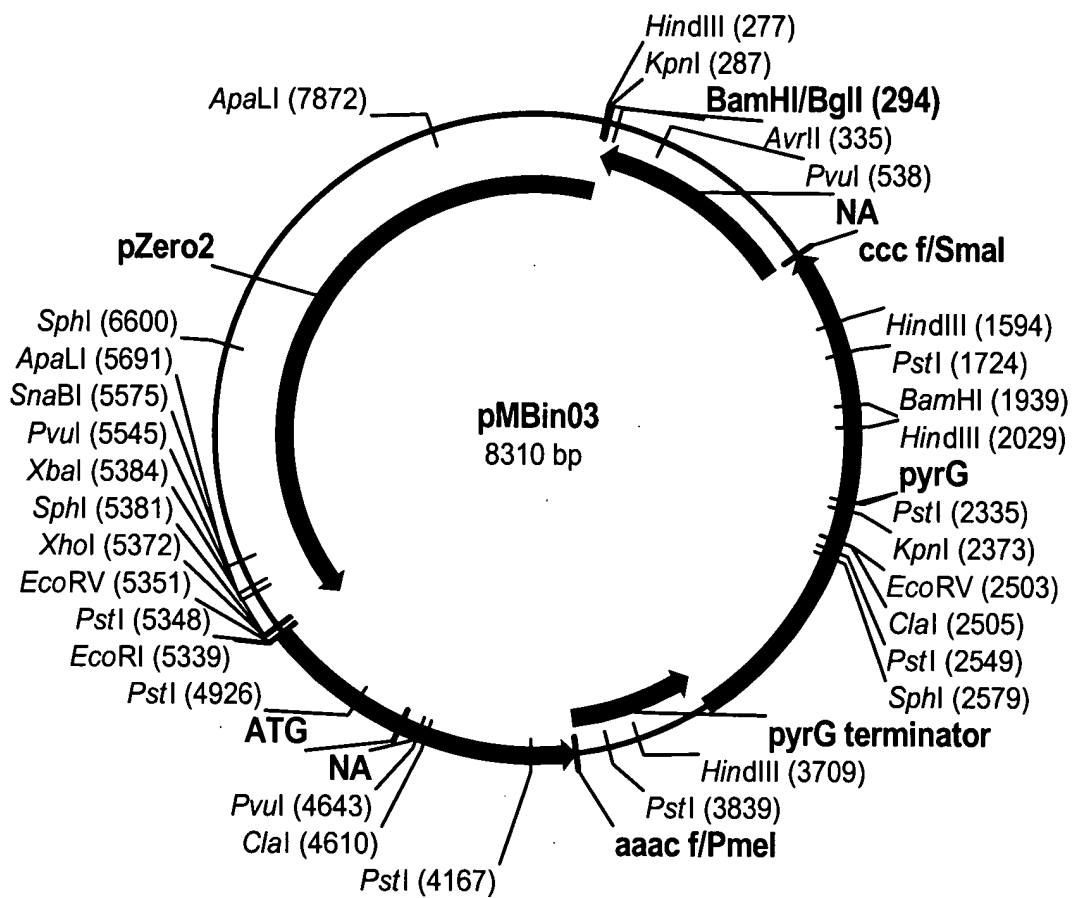 HindIII (277)
KpnI (287)
BamHI/BglI (294)
AvrII (335)
PvuI (538)
NA
ccc f/SmaI
HindIII (1594)
PstI (1724)
BamHI (1939)
HindIII (2029)
pyrG
PstI (2335)
KpnI (2373)
EcoRV (2503)
ClaI (2505)
PstI (2549)
SphI (2579)
pyrG terminator
HindIII (3709)
PstI (3839)
aaac f/PmeI
PstI (4167)
ClaI (4610)
PvuI (4643)
NA
ATG
PstI (4926)
EcoRI (5339)
PstI (5348)
EcoRV (5351)
XhoI (5372)
SphI (5381)
XbaI (5384)
PvuI (5545)
SnaBI (5575)
ApaLI (5691)
SphI (6600)
pZero2
ApaLI (7872)
pMBin03
8310 bp